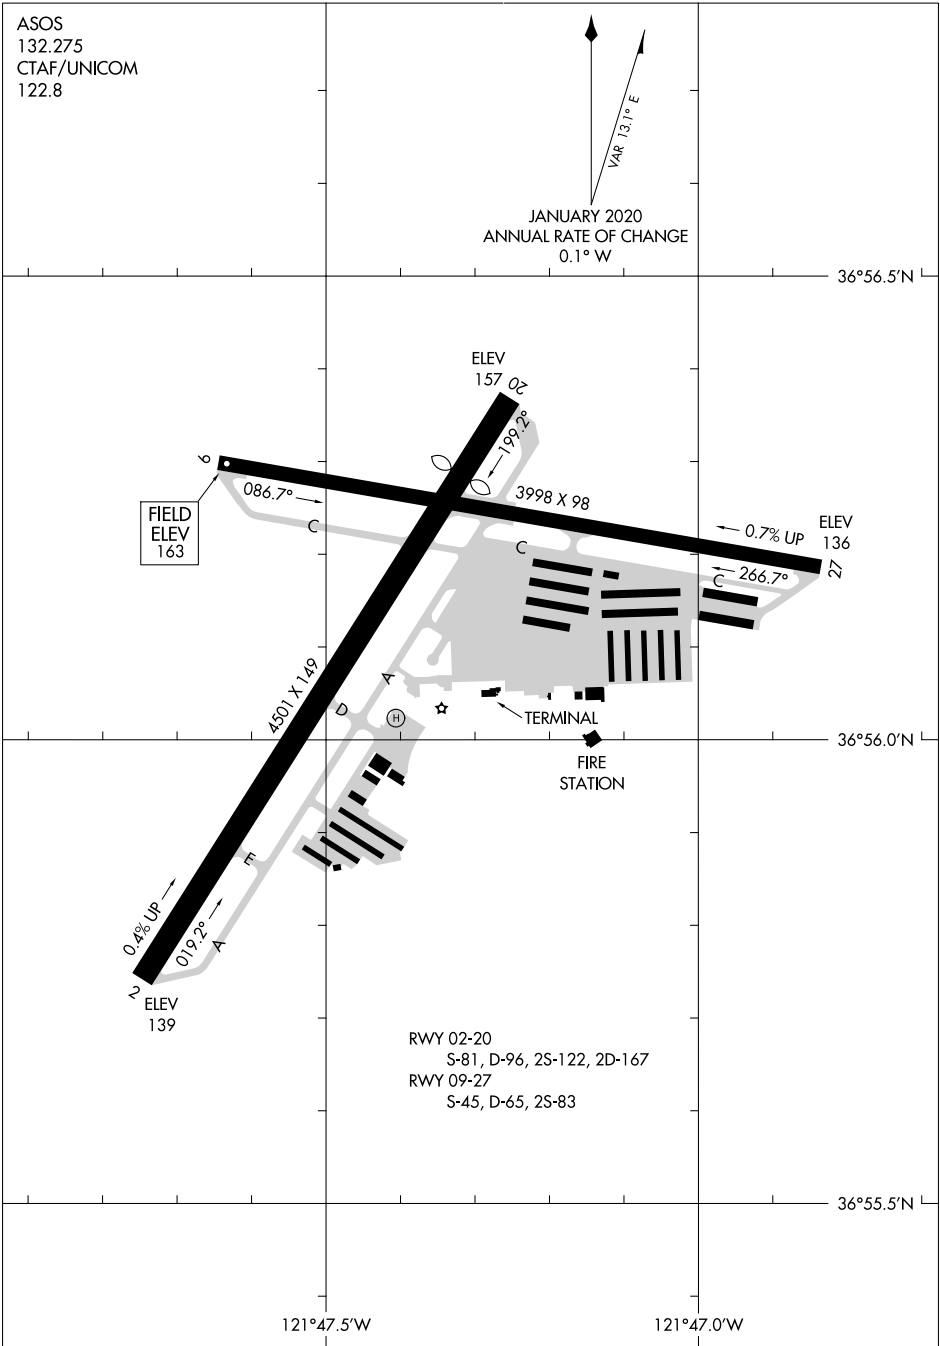 ASOS
132.275
CTAF/UNICOM
122.8
VAR 13.1° E
JANUARY 2020
ANNUAL RATE OF CHANGE
0.1° W
36°56.5'N
ELEV
157
20
199.2°
9
086.7°
3998 X 98
FIELD
ELEV
163
C
C
0.7% UP
ELEV
136
27
266.7°
C
4501 X 149
A
D
H
TERMINAL
36°56.0'N
FIRE
STATION
E
0.4% UP
019.2°
A
2
ELEV
139
RWY 02-20
S-81, D-96, 2S-122, 2D-167
RWY 09-27
S-45, D-65, 2S-83
36°55.5'N
121°47.5'W
121°47.0'W